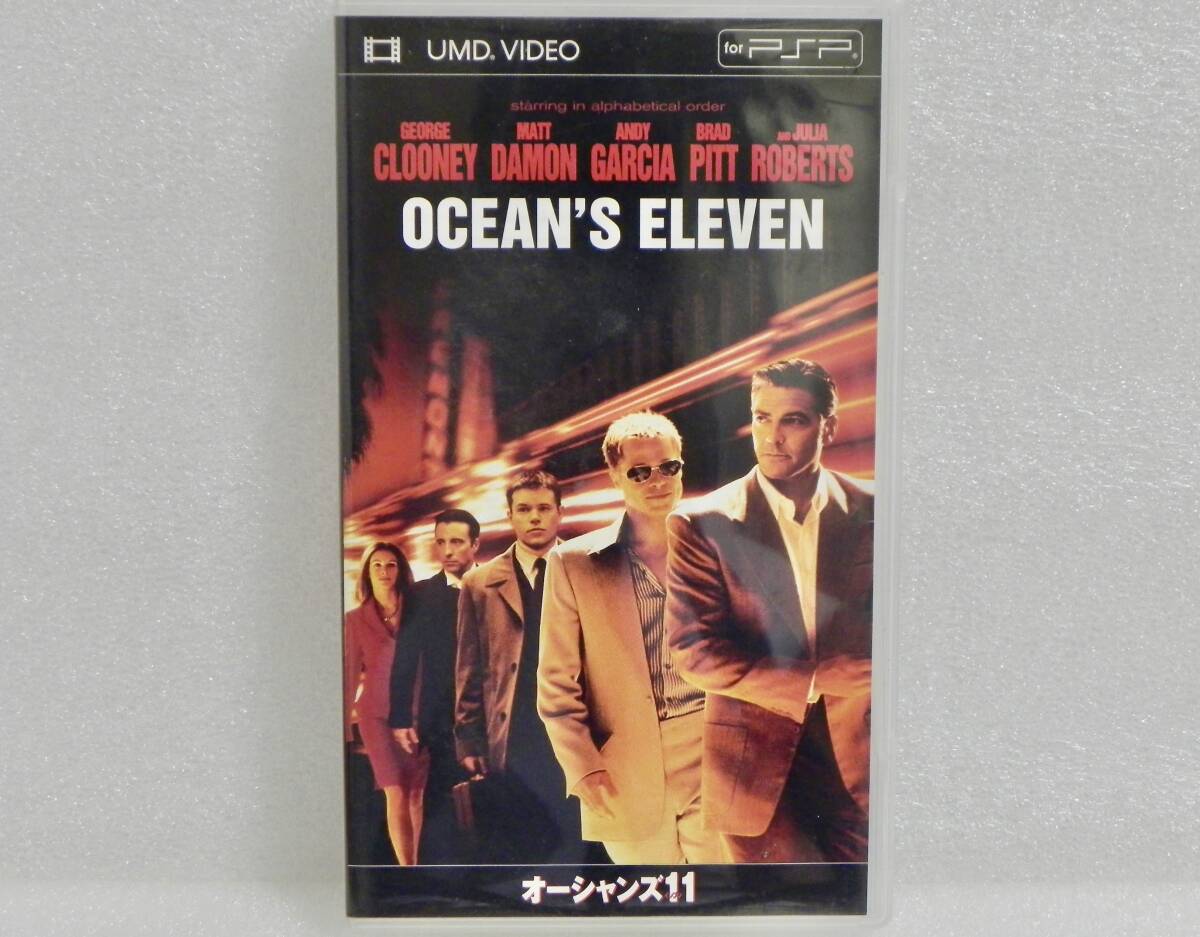 UMD® VIDEO for PSP®
starring in alphabetical order
GEORGE CLOONEY MATT DAMON ANDY GARCIA BRAD PITT AND JULIA ROBERTS
OCEAN'S ELEVEN
オーシャンズ11